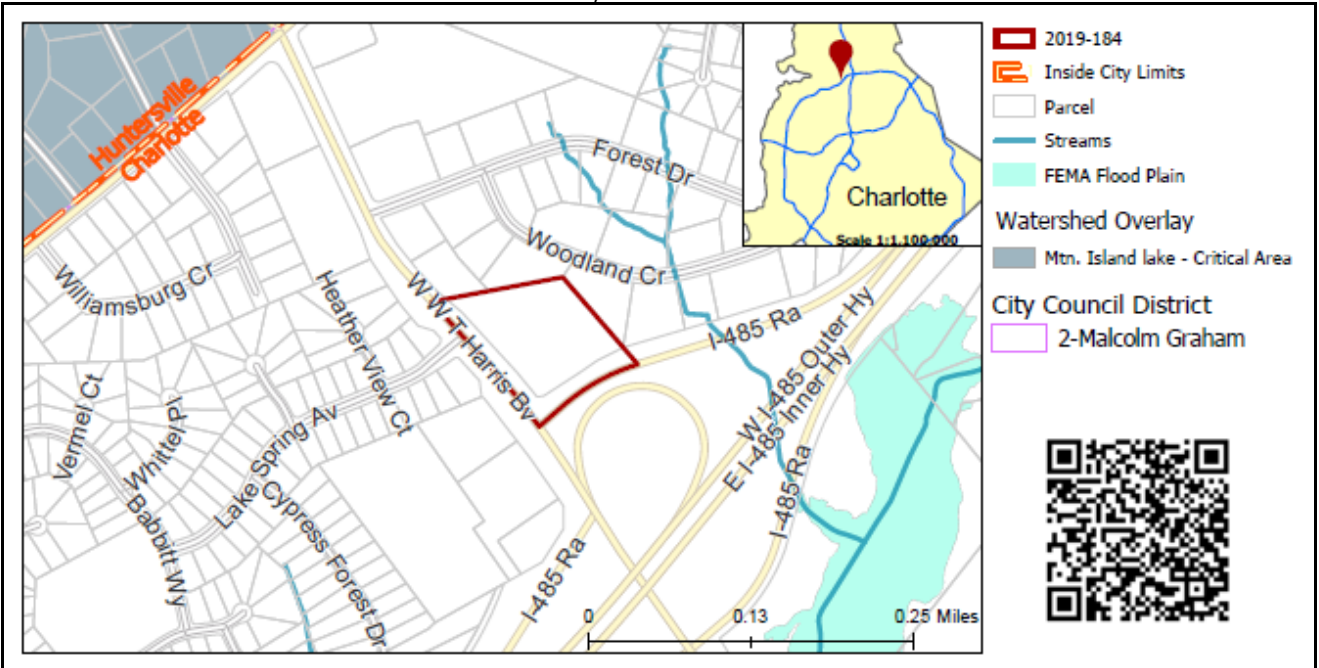 Huntersville
Charlotte
Forest Dr
Woodland Cr
Williamsburg Cr
Heather View Ct
W W T Harris Bv
I-485 Ra
W I-485 Outer Hy
E I-485 Inner Hy
I-485 Ra
Vermel Ct
Whittel Pl
Lake Spring Av
Babbitt Wy
Cypress Forest Dr
I-485 Ra
0 0.13 0.25 Miles
Charlotte
Scale 1:1,100,000
2019-184
Inside City Limits
Parcel
Streams
FEMA Flood Plain
Watershed Overlay
Mtn. Island lake - Critical Area
City Council District
2-Malcolm Graham